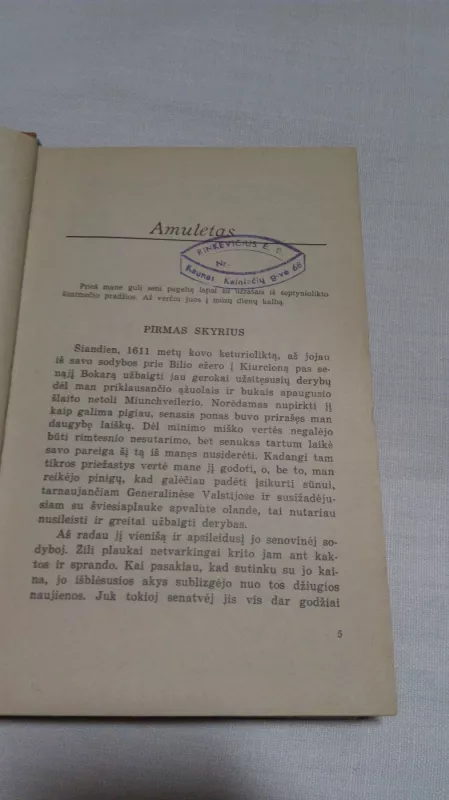 Amuletas
RINKEVIČIUS E. P.
Nr.
Kaunas Kalniečių g-vė 68
Prieš mane guli seni pageltę lapai su užrašais iš septyniolikto
šimtmečio pradžios. Aš verčiu juos į mūsų dienų kalbą.
PIRMAS SKYRIUS
Šiandien, 1611 metų kovo keturioliktą, aš jojau
iš savo sodybos prie Bilio ežero į Kiurcioną pas se-
nąjį Bokarą užbaigti jau gerokai užsitęsusių derybų
dėl man priklausančio ąžuolais ir bukais apaugusio
šlaito netoli Miunchveilerio. Norėdamas nupirkti jį
kaip galima pigiau, senasis ponas buvo prirašęs man
daugybę laiškų. Dėl minimo miško vertės negalėjo
būti rimtesnio nesutarimo, bet senukas tartum laikė
savo pareiga šį tą iš manęs nusiderėti. Kadangi tam
tikros priežastys vertė mane jį godoti, o, be to, man
reikėjo pinigų, kad galėčiau padėti įsikurti sūnui,
tarnaujančiam Generalinėse Valstijose ir susižadėju-
siam su šviesiaplauke apvalute olande, tai nutariau
nusileisti ir greitai užbaigti derybas.
Aš radau jį vienišą ir apsileidusį jo senovinėj so-
dyboj. Žili plaukai netvarkingai krito jam ant kak-
tos ir sprando. Kai pasakiau, kad sutinku su jo kai-
na, jo išblėsusios akys sublizgėjo nuo tos džiugios
naujienos. Juk tokioj senatvėj jis vis dar godžiai
5